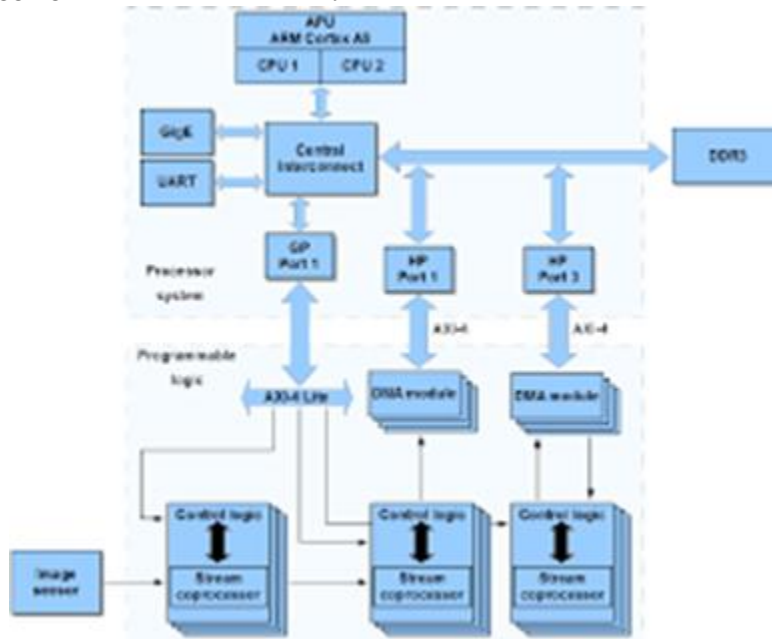 APU
ARM Cortex A9
CPU 1
CPU 2
GigE
UART
Central
Interconnect
DDR3
GP
Port 1
HP
Port 1
HP
Port 3
Processor
system
AXI-4
AXI-4
Programmable
logic
AXI-4 Lite
DMA module
DMA module
Control logic
Control logic
Control logic
Image
sensor
Stream
coprocessor
Stream
coprocessor
Stream
coprocessor